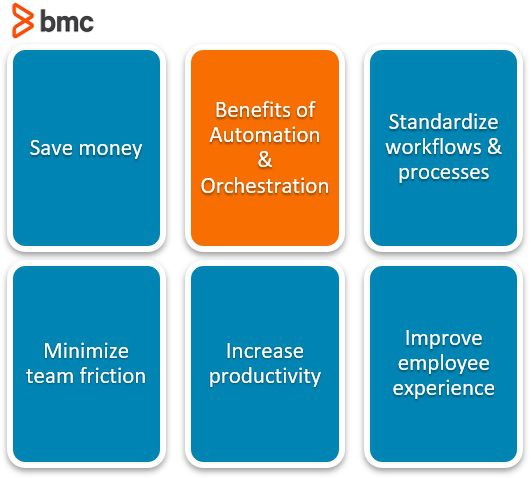 bmc
Save money
Benefits of
Automation
&
Orchestration
Standardize
workflows &
processes
Minimize
team friction
Increase
productivity
Improve
employee
experience